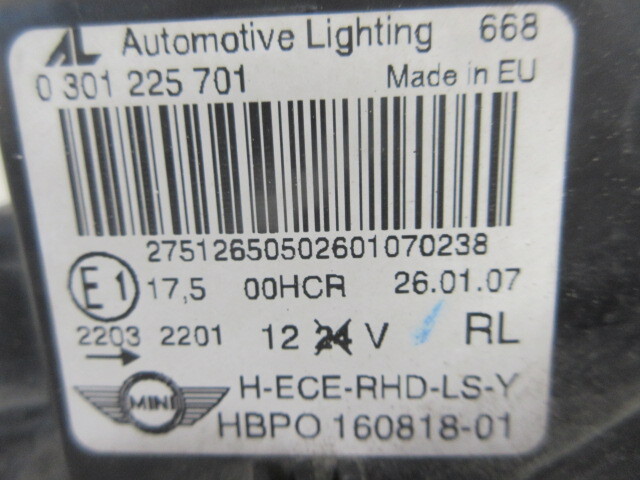 AL Automotive Lighting 668
0 301 225 701 Made in EU
27512650502601070238
E1 17,5 00HCR 26.01.07
2203 2201 12 24 V RL
MINI H-ECE-RHD-LS-Y
HBPO 160818-01